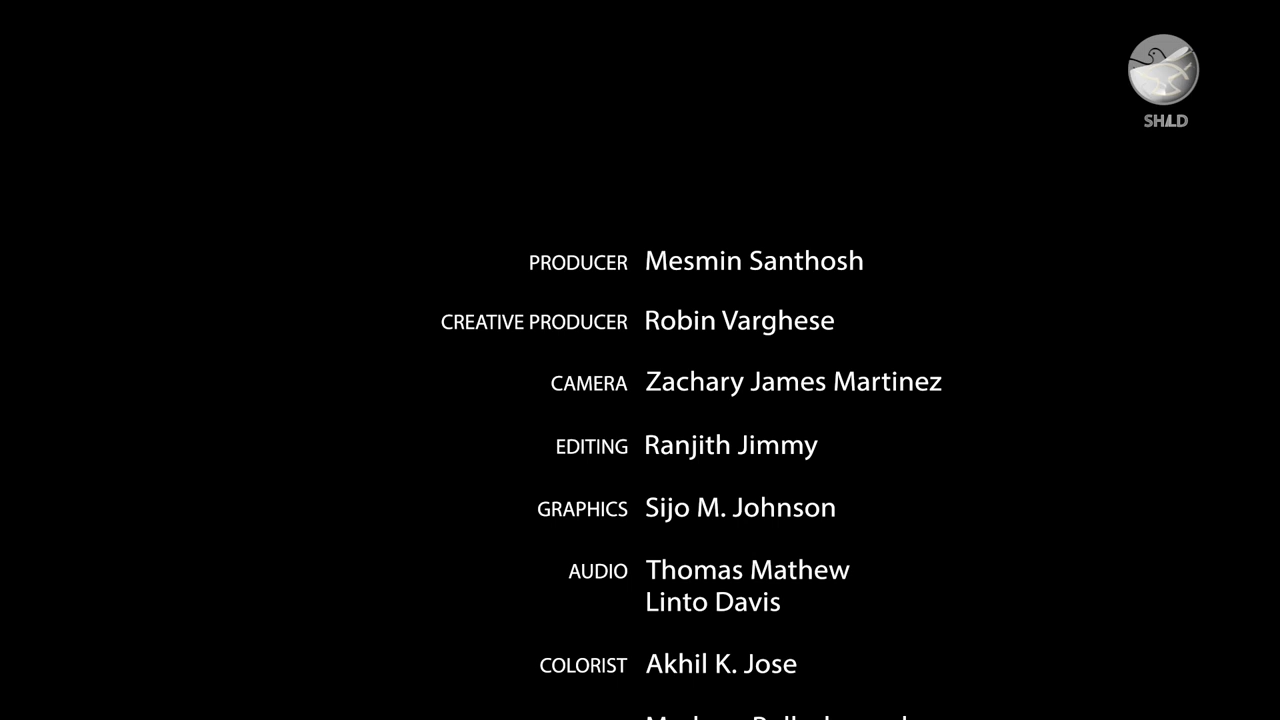 SHALD
PRODUCER Mesmin Santhosh
CREATIVE PRODUCER Robin Varghese
CAMERA Zachary James Martinez
EDITING Ranjith Jimmy
GRAPHICS Sijo M. Johnson
AUDIO Thomas Mathew
Linto Davis
COLORIST Akhil K. Jose